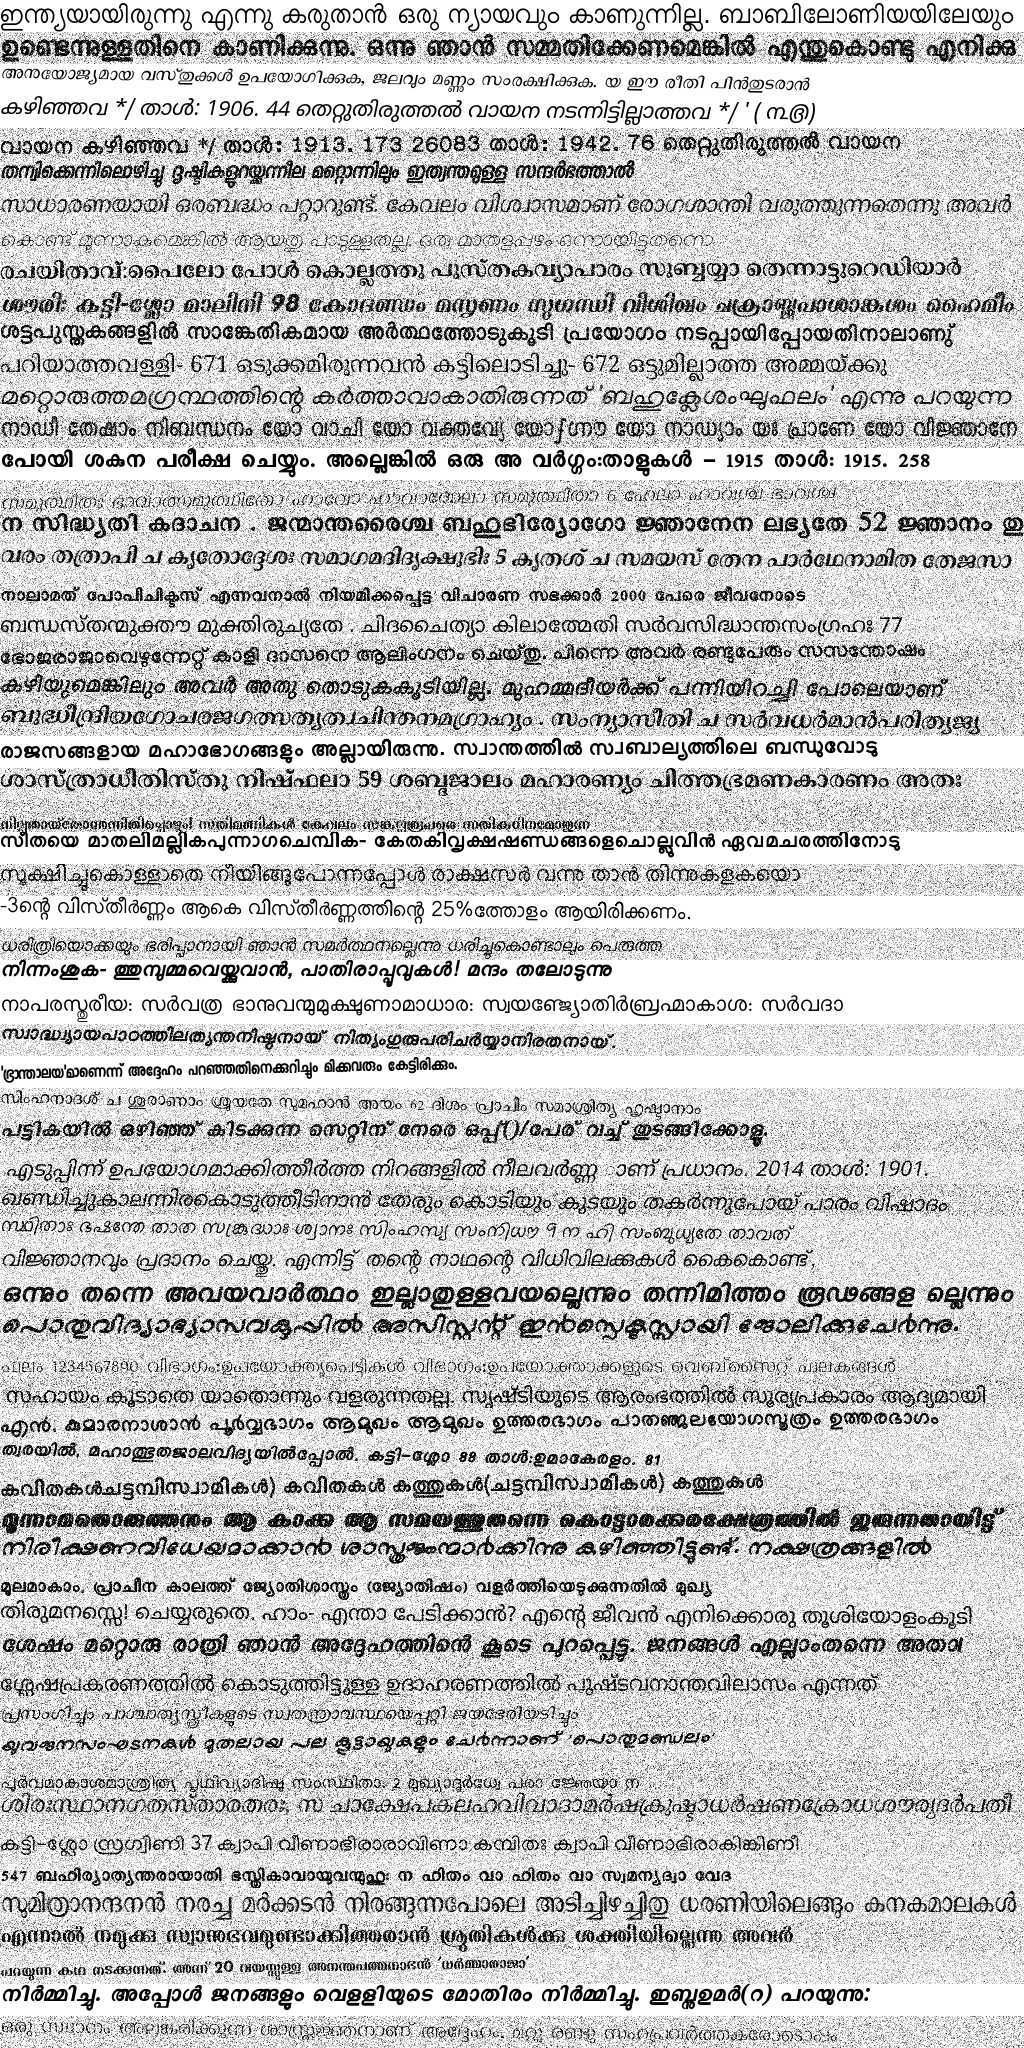 ഇന്ത്യയായിരുന്നു എന്നു കരുതാൻ ഒരു ന്യായവും കാണുന്നില്ല. ബാബിലോണിയയിലേയും
ഉണ്ടെന്നുള്ളതിനെ കാണിക്കുന്നു. ഒന്നു ഞാൻ സമ്മതിക്കേണമെങ്കിൽ എന്തുകൊണ്ടു എനിക്കു
അനുയോജ്യമായ വസ്തുക്കൾ ഉപയോഗിക്കുക, ജലവും മണ്ണും സംരക്ഷിക്കുക. യ ഈ രീതി പിൻതുടരാൻ
കഴിഞ്ഞവ */ താൾ: 1906. 44 തെറ്റുതിരുത്തൽ വായന നടന്നിട്ടില്ലാത്തവ */ ' ( ൻ൫)
വായന കഴിഞ്ഞവ */ താൾ: 1913. 173 26083 താൾ: 1942. 76 തെറ്റുതിരുത്തൽ വായന
തന്വിക്കെന്നിലൊഴിച്ചു ദൃഷ്ടികളുറയ്ക്കുന്നില മറ്റൊന്നിലും ഇത്യന്തമുള്ള സന്ദർഭത്താൽ
സാധാരണയായി ഒരബദ്ധം പറ്റാറുണ്ട്. കേവലം വിശ്വാസമാണ് രോഗശാന്തി വരുത്തുന്നതെന്നു അവർ
കൊണ്ട് മൂന്നാകുമെങ്കിൽ ആയത്ര പാടുള്ളതല്ല. ഒരു മാതളപ്പഴം ഒന്നായിട്ടുതന്നെ
രചയിതാവ്:പൈലോ പോൾ കൊല്ലത്തു പുസ്തകവ്യാപാരം സുബ്ബയ്യാ തെന്നാട്ടുറെഡിയാർ
ശൗരിഃ കട്ടി-ശ്ലോ മാലിനി 98 കോദണ്ഡം മസൃണം സുഗന്ധി വിശിഖം ചക്രാബ്ജപാശാങ്കുശം ഹൈമീം
ശട്ടപുസ്തകങ്ങളിൽ സാങ്കേതികമായ അർത്ഥത്തോടുകൂടി പ്രയോഗം നടപ്പായിപ്പോയതിനാലാണു്
പറിയാത്തവള്ളി- 671 ഒടുക്കമിരുന്നവൻ കട്ടിലൊടിച്ചു- 672 ഒട്ടുമില്ലാത്ത അമ്മയ്ക്കു
മറ്റൊരുത്തമഗ്രന്ഥത്തിന്റെ കർത്താവാകാതിരുന്നത് 'ബഹുക്ലേശംഘുഫലം' എന്നു പറയുന്ന
നാഡീ തേഷാം നിബന്ധനം യോ വാചി യോ വക്തവ്യേ യോഽഗ്നൗ യോ നാഡ്യാം യഃ പ്രാണേ യോ വിജ്ഞാനേ
പോയി ശകുന പരീക്ഷ ചെയ്യും. അല്ലെങ്കിൽ ഒരു അ വർഗ്ഗം:താളുകൾ – 1915 താൾ: 1915. 258
ന സിദ്ധ്യതി കദാചന . ജന്മാന്തരൈശ്ച ബഹുഭിര്യോഗോ ജ്ഞാനേന ലഭ്യതേ 52 ജ്ഞാനം തു
വരം തത്രാപി ച കൃതോദ്ദേശഃ സമാഗമദിദൃക്ഷുഭിഃ 5 കൃതശ് ച സമയസ് തേന പാർഥേനാമിത തേജസാ
നാലാമത് പോപിചിക്ടസ് എന്നവനാൽ നിയമിക്കപ്പെട്ട വിചാരണ സഭക്കാർ 2000 പേരെ ജീവനോടെ
ബന്ധസ്തന്മുക്തൗ മുക്തിരുച്യതേ . ചിദചൈത്യാ കിലാത്മേതി സർവസിദ്ധാന്തസംഗ്രഹഃ 77
ഭോജരാജാവെഴുന്നേറ്റ് കാളി ദാസനെ ആലിംഗനം ചെയ്തു. പിന്നെ അവർ രണ്ടുപേരും സസന്തോഷം
കഴിയുമെങ്കിലും അവർ അതു തൊടുകകൂടിയില്ല. മുഹമ്മദീയർക്ക് പന്നിയിറച്ചി പോലെയാണ്
ബുദ്ധീന്ദ്രിയഗോചരജഗത്സത്യത്വചിന്തനമഗ്രാഹ്യം . സംന്യാസീതി ച സർവധർമാൻപരിത്യജ്യ
രാജസങ്ങളായ മഹാഭോഗങ്ങളും അല്ലായിരുന്നു. സ്വാന്തത്തിൽ സ്വബാല്യത്തിലെ ബന്ധുവോടു
ശാസ്ത്രാധീതിസ്തു നിഷ്ഫലാ 59 ശബ്ദജാലം മഹാരണ്യം ചിത്തഭ്രമണകാരണം അതഃ
സീതയെ മാതലിമല്ലികപുന്നാഗചെമ്പിക- കേതകിവൃക്ഷഷണ്ഡങ്ങളെചൊല്ലുവിൻ ഏവമചരത്തിനോടു
സൂക്ഷിച്ചുകൊള്ളാതെ നീയിങ്ങുപോന്നപ്പോൾ രാക്ഷസർ വന്നു താൻ തിന്നുകളകയൊ
-3ന്റെ വിസ്തീർണ്ണം ആകെ വിസ്തീർണ്ണത്തിന്റെ 25%ത്തോളം ആയിരിക്കണം.
ധരിത്രിയൊക്കയും ഭരിപ്പാനായി ഞാൻ സമർത്ഥനല്ലെന്നു ധരിച്ചുകൊണ്ടാലും പെരുത്ത
നിന്നംശുക- ത്തുമ്പുമ്മവെയ്ക്കുവാൻ, പാതിരാപ്പൂവുകൾ! മന്ദം തലോടുന്നു
നാപരസ്തുരീയ: സർവത്ര ഭാനുവന്മുമുക്ഷൂണാമാധാര: സ്വയഞ്ജ്യോതിർബ്രഹ്മാകാശ: സർവദാ
സ്വാദ്ധ്യായപാഠത്തിലത്യന്തനിഷ്ഠനായ് നിത്യംഗുരുപരിചർയ്യാനിരതനായ്.
'ഭ്രാന്താലയ'മാണെന്ന് അദ്ദേഹം പറഞ്ഞതിനെക്കുറിച്ചും മിക്കവരും കേട്ടിരിക്കും.
സിംഹനാദശ് ച ശൂരാണാം ശ്രൂയതേ സുമഹാൻ അയം 62 ദിശം പ്രാചീം സമാശ്രിത്യ ഹൃഷ്ടാനാം
പട്ടികയിൽ ഒഴിഞ്ഞ് കിടക്കുന്ന സെറ്റിന് നേരെ ഒപ്പ്()/പേര് വച്ച് തുടങ്ങിക്കോളൂ.
എടുപ്പിന്ന് ഉപയോഗമാക്കിത്തീർത്ത നിറങ്ങളിൽ നീലവർണ്ണ ാണ് പ്രധാനം. 2014 താൾ: 1901.
ഖണ്ഡിച്ചുകാലന്നിരകൊടുത്തീടിനാൻ തേരും കൊടിയും കുടയും തകർന്നുപോയ് പാരം വിഷാദം
സ്ഥിതാഃ ഭഷന്തേ താത സങ്ക്രുദ്ധാഃ ശ്വാനഃ സിംഹസ്യ സംനിധൗ 9 ന ഹി സംബുധ്യതേ താവത്
വിജ്ഞാനവും പ്രദാനം ചെയ്തു. എന്നിട്ട് തന്റെ നാഥന്റെ വിധിവിലക്കുകൾ കൈകൊണ്ട്,
ഒന്നും തന്നെ അവയവാർത്ഥം ഇല്ലാതുള്ളവയല്ലെന്നും തന്നിമിത്തം രൂഢങ്ങള ല്ലെന്നും
പൊതുവിദ്യാഭ്യാസവകുപ്പിൽ അസിസ്റ്റന്റ് ഇൻസ്പെക്ടസ്സായി ജോലിക്കുചേർന്നു.
ഫലം 1234567890 വിഭാഗം:ഉപയോക്തൃപെട്ടികൾ വിഭാഗം:ഉപയോക്താക്കളുടെ വെബ്സൈറ്റ് ഫലകങ്ങൾ
സഹായം കൂടാതെ യാതൊന്നും വളരുന്നതല്ല. സൃഷ്ടിയുടെ ആരംഭത്തിൽ സൂര്യപ്രകാരം ആദ്യമായി
എൻ. കുമാരനാശാൻ പൂർവ്വഭാഗം ആമുഖം ആമുഖം ഉത്തരഭാഗം പാതഞ്ജലയോഗസൂത്രം ഉത്തരഭാഗം
ത്വരയിൽ, മഹാത്ഭുതജാലവിദ്യയിൽപ്പോൽ. കട്ടി-ശ്ലോ 89 താൾ:ഉമാകേരളം. 81
കവിതകൾചട്ടമ്പിസ്വാമികൾ) കവിതകൾ കത്തുകൾ(ചട്ടമ്പിസ്വാമികൾ) കത്തുകൾ
മൂന്നാമതൊരുത്തനും ആ കാക്ക ആ സമയത്തുതന്നെ കൊട്ടാരക്കരക്ഷേത്രത്തിൽ ഇരുന്നതായിട്ട്
നിരീക്ഷണവിധേയമാക്കാൻ ശാസ്ത്രജ്ഞന്മാർക്കിന്നു കഴിഞ്ഞിട്ടുണ്ട്. നക്ഷത്രങ്ങളിൽ
മൂലമാകാം, പ്രാചീന കാലത്ത് ജ്യോതിശാസ്ത്രം (ജ്യോതിഷം) വളർത്തിയെടുക്കുന്നതിൽ മുഖ്യ
തിരുമനസ്സെ! ചെയ്യരുതെ. ഹാം- എന്താ പേടിക്കാൻ? എന്റെ ജീവൻ എനിക്കൊരു തൂശിയോളംകൂടി
ശേഷം മറ്റൊരു രാത്രി ഞാൻ അദ്ദേഹത്തിന്റെ കൂടെ പുറപ്പെട്ടു. ജനങ്ങൾ എല്ലാംതന്നെ അതാ
ശ്ലേഷപ്രകരണത്തിൽ കൊടുത്തിട്ടുള്ള ഉദാഹരണത്തിൽ പുഷ്ടവനാന്തവിലാസം എന്നത്
പ്രസംഗിച്ചും പാശ്ചാത്യസ്ത്രീകളുടെ സ്വതന്ത്രാവസ്ഥയെപ്പറ്റി ജയഭേരിയടിച്ചും
യുവജനസംഘടനകൾ മുതലായ പല കൂട്ടായ്മകളും ചേർന്നാണ് 'പൊതുമണ്ഡലം'
പൂർവമാകാശമാശ്രിത്യ പൃഥിവ്യാദിഷു സംസ്ഥിതാ. 2 മുഖ്യാദൂർധ്വേ പരാ ജ്ഞേയാ ന
ശിരഃസ്ഥാനഗതസ്താരതരഃ, സ ചാക്ഷേപകലഹവിവാദാമർഷക്രുഷ്ടാധർഷണക്രോധശൗര്യദർപതീ
കട്ടി-ശ്ലോ സ്രഗ്വിണീ 37 ക്വാപി വീണാഭിരാരാവിണാ കമ്പിതഃ ക്വാപി വീണാഭിരാകിങ്കിണീ
547 ബഹിര്യാത്യന്തരായാതി ഭസ്ത്രികാവായുവന്മുഹുഃ ന ഹിതം വാ ഹിതം വാ സ്വമന്യദ്വാ വേദ
സുമിത്രാനന്ദനൻ നരച്ച മർക്കടൻ നിരങ്ങുന്നപോലെ അടിച്ചിഴച്ചിതു ധരണിയിലെങ്ങും കനകമാലകൾ
എന്നാൽ നമുക്കു സ്വാനുഭവമുണ്ടാക്കിത്തരാൻ ശ്രുതികൾക്കു ശക്തിയില്ലെന്നു അവർ
പറയുന്ന കഥ നടക്കുന്നത്. അന്ന് 20 വയസ്സുള്ള അനന്തപത്മനാഭൻ 'ധർമ്മരാജാ'
നിർമ്മിച്ചു. അപ്പോൾ ജനങ്ങളും വെളളിയുടെ മോതിരം നിർമ്മിച്ചു. ഇബ്നുഉമർ(റ) പറയുന്നു:
ഒരു സ്ഥാനം അലങ്കരിക്കുന്ന ശാസ്ത്രജ്ഞനാണ് അദ്ദേഹം. മറ്റു രണ്ടു സഹപ്രവർത്തകരോടൊപ്പം